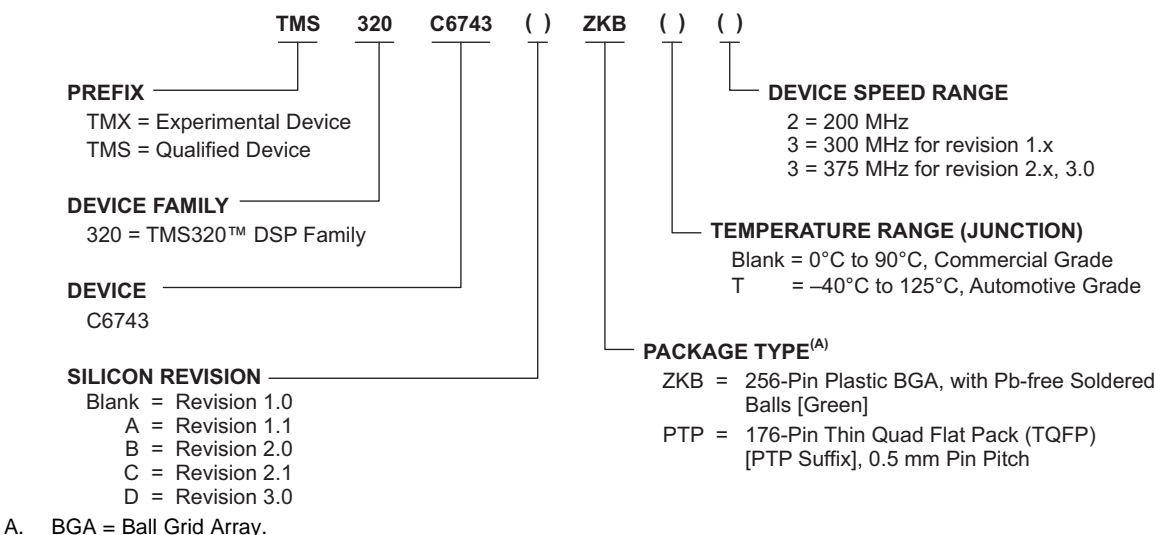 TMS 320 C6743 ( ) ZKB ( ) ( )
PREFIX
TMX = Experimental Device
TMS = Qualified Device
DEVICE FAMILY
320 = TMS320™ DSP Family
DEVICE
C6743
SILICON REVISION
Blank = Revision 1.0
A = Revision 1.1
B = Revision 2.0
C = Revision 2.1
D = Revision 3.0
DEVICE SPEED RANGE
2 = 200 MHz
3 = 300 MHz for revision 1.x
3 = 375 MHz for revision 2.x, 3.0
TEMPERATURE RANGE (JUNCTION)
Blank = 0°C to 90°C, Commercial Grade
T = –40°C to 125°C, Automotive Grade
PACKAGE TYPE(A)
ZKB = 256-Pin Plastic BGA, with Pb-free Soldered
Balls [Green]
PTP = 176-Pin Thin Quad Flat Pack (TQFP)
[PTP Suffix], 0.5 mm Pin Pitch
A. BGA = Ball Grid Array.